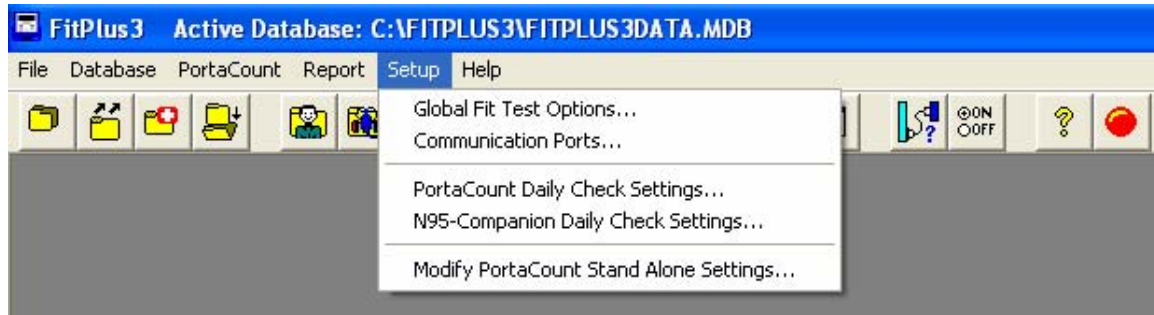 FitPlus3 Active Database: C:\FITPLUS3\FITPLUS3DATA.MDB
File Database PortaCount Report Setup Help
Global Fit Test Options...
Communication Ports...
PortaCount Daily Check Settings...
N95-Companion Daily Check Settings...
Modify PortaCount Stand Alone Settings...
?
ON
OFF
?